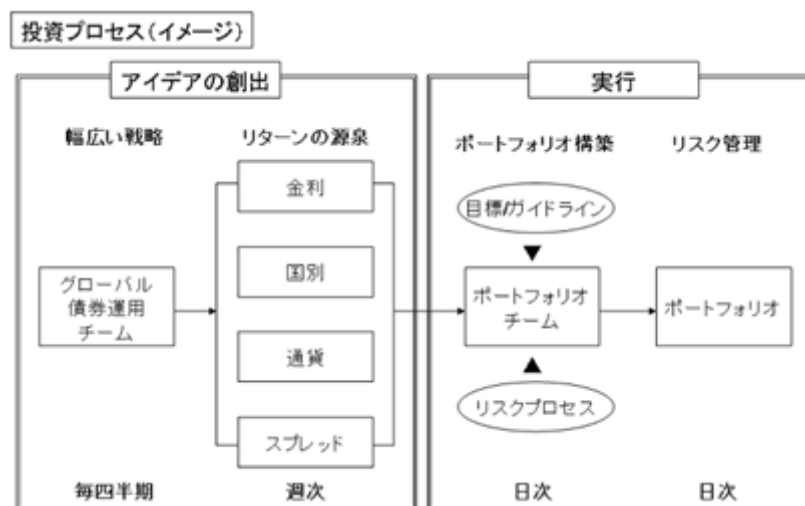 投資プロセス(イメージ)
アイデアの創出
実行
幅広い戦略
リターンの源泉
ポートフォリオ構築
リスク管理
金利
目標/ガイドライン
国別
グローバル
債券運用
チーム
ポートフォリオ
チーム
ポートフォリオ
通貨
リスクプロセス
スプレッド
毎四半期
週次
日次
日次